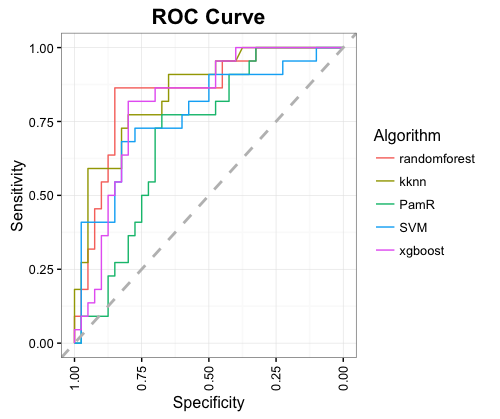 ROC Curve
1.00
0.75
0.50
0.25
0.00
Sensitivity
1.00
0.75
0.50
0.25
0.00
Specificity
Algorithm
randomforest
kknn
PamR
SVM
xgboost